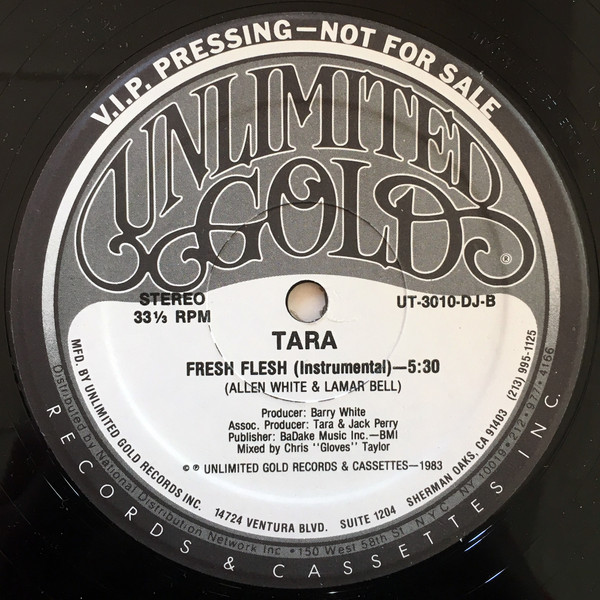 V.I.P. PRESSING—NOT FOR SALE
UNLIMITED
GOLD
®
STEREO
33⅓ RPM
UT-3010-DJ-B
TARA
FRESH FLESH (Instrumental)—5:30
(ALLEN WHITE & LAMAR BELL)
Producer: Barry White
Assoc. Producer: Tara & Jack Perry
Publisher: BaDake Music Inc.—BMI
Mixed by Chris "Gloves" Taylor
© ℗ UNLIMITED GOLD RECORDS & CASSETTES—1983
MFD. BY UNLIMITED GOLD RECORDS INC. 14724 VENTURA BLVD. SUITE 1204 SHERMAN OAKS, CA 91403 (213) 995-1125
Distributed by National Distribution Network Inc • 150 West 58th St. NYC NY 10019 • 212 • 977 • 4166
RECORDS & CASSETTES INC.